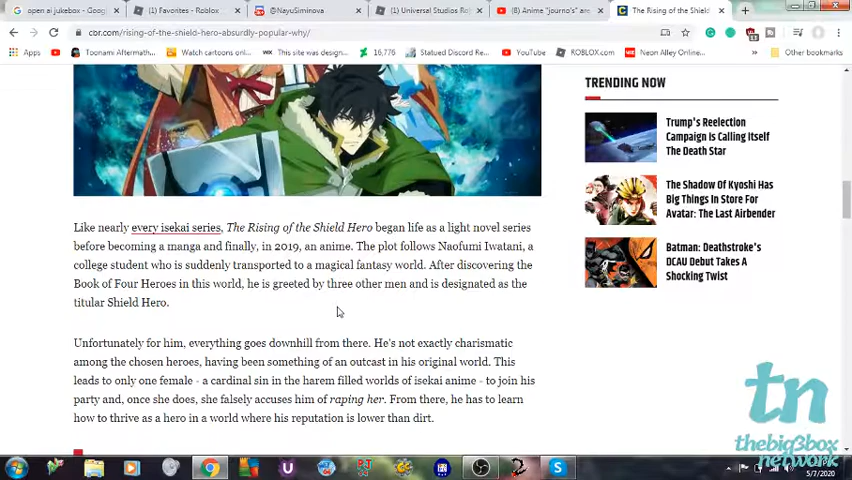 open ai jukebox - Goog
(1) Favorites - Roblox
@NayuSiminova
(1) Universal Studios Ro
(8) Anime "journo's" are
The Rising of the Shield
cbr.com/rising-of-the-shield-hero-absurdly-popular-why/
Apps
Toonami Aftermath...
Watch cartoons onl...
This site was design...
16,776
Statued Discord Re...
YouTube
ROBLOX.com
Neon Alley Online...
Other bookmarks
TRENDING NOW
Trump's Reelection
Campaign Is Calling Itself
The Death Star
The Shadow Of Kyoshi Has
Big Things In Store For
Avatar: The Last Airbender
Batman: Deathstroke's
DCAU Debut Takes A
Shocking Twist
Like nearly every isekai series, The Rising of the Shield Hero began life as a light novel series
before becoming a manga and finally, in 2019, an anime. The plot follows Naofumi Iwatani, a
college student who is suddenly transported to a magical fantasy world. After discovering the
Book of Four Heroes in this world, he is greeted by three other men and is designated as the
titular Shield Hero.
Unfortunately for him, everything goes downhill from there. He's not exactly charismatic
among the chosen heroes, having been something of an outcast in his original world. This
leads to only one female - a cardinal sin in the harem filled worlds of isekai anime - to join his
party and, once she does, she falsely accuses him of raping her. From there, he has to learn
how to thrive as a hero in a world where his reputation is lower than dirt.
tn
thebig3box
network
5/7/2020